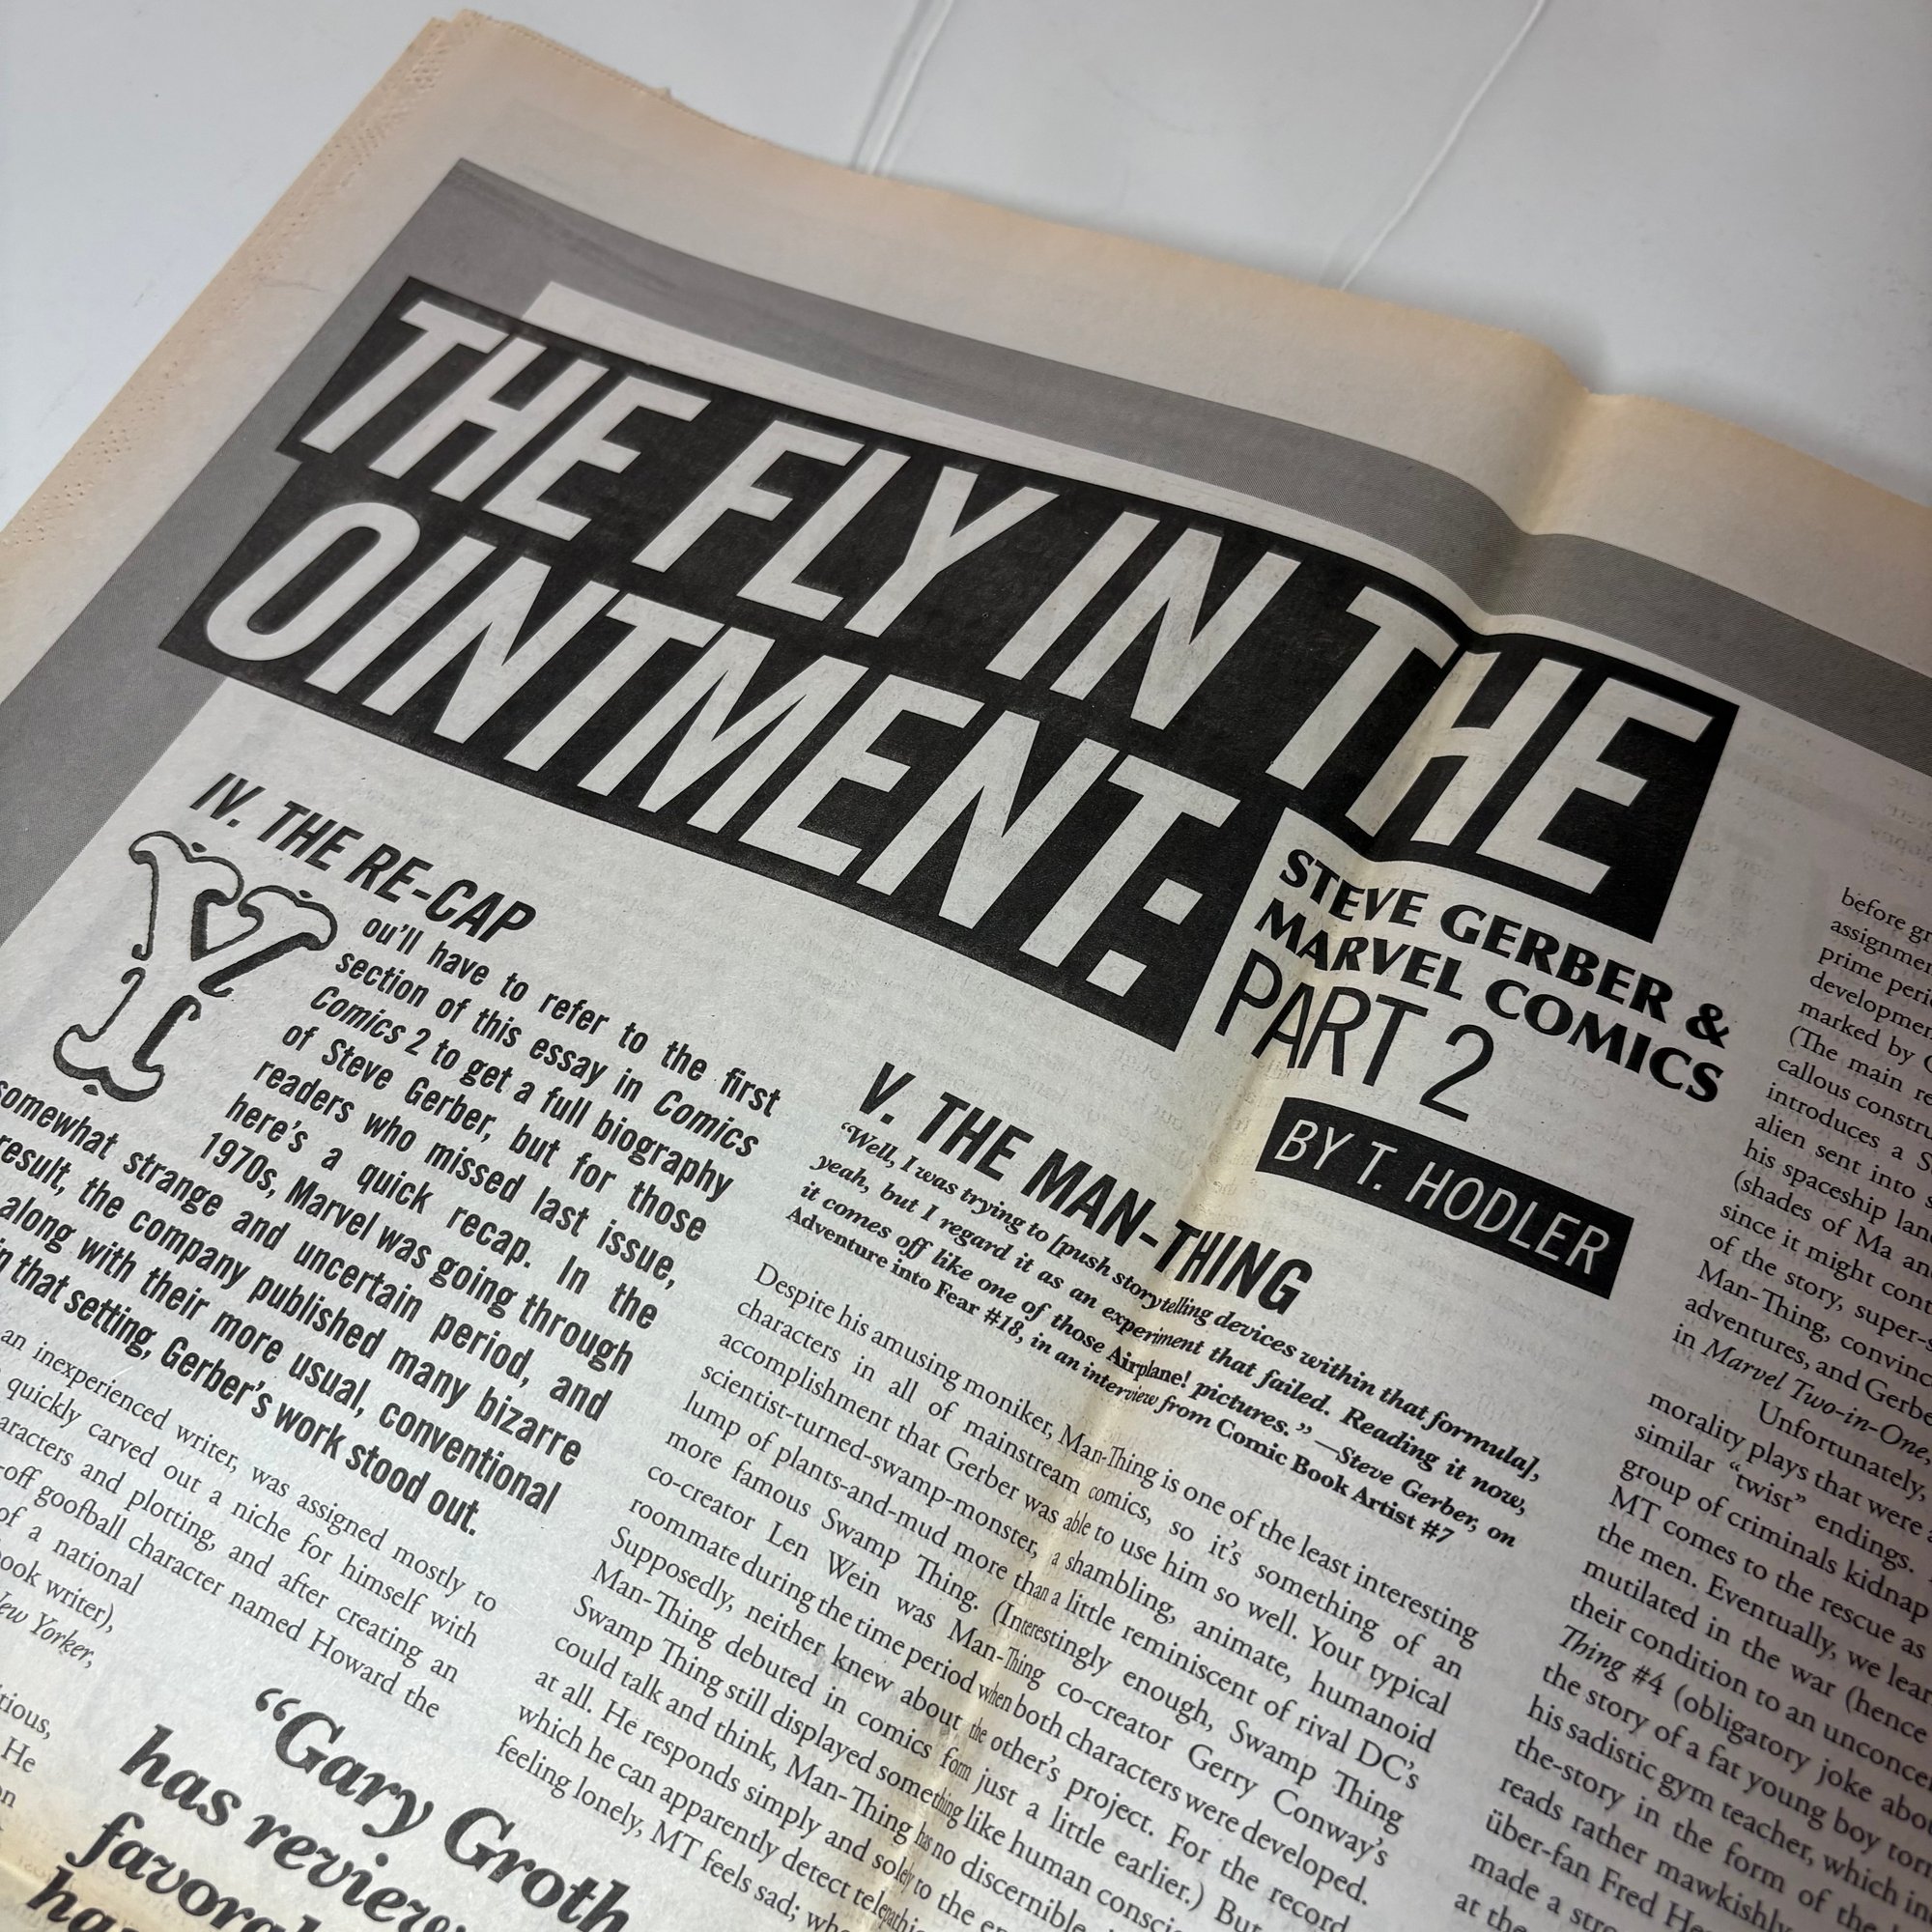 THE FLY IN THE
OINTMENT:
STEVE GERBER &
MARVEL COMICS
PART 2
BY T. HODLER
IV. THE RE-CAP
You'll have to refer to the first
section of this essay in Comics
Comics 2 to get a full biography
of Steve Gerber, but for those
readers who missed last issue,
here's a quick recap. In the
1970s, Marvel was going through
somewhat strange and uncertain period, and
result, the company published many bizarre
along with their more usual, conventional
in that setting, Gerber's work stood out.
an inexperienced writer, was assigned mostly to
quickly carved out a niche for himself with
characters and plotting, and after creating an
-off goofball character named Howard the
of a national
book writer),
New Yorker,
He
"Gary Groth
has review
favorabl
V. THE MAN-THING
"Well, I was trying to [push storytelling devices within that formula],
yeah, but I regard it as an experiment that failed. Reading it now,
it comes off like one of those Airplane! pictures." —Steve Gerber, on
Adventure into Fear #18, in an interview from Comic Book Artist #7
Despite his amusing moniker, Man-Thing is one of the least interesting
characters in all of mainstream comics, so it's something of an
accomplishment that Gerber was able to use him so well. Your typical
scientist-turned-swamp-monster, a shambling, animate, humanoid
lump of plants-and-mud more than a little reminiscent of rival DC's
more famous Swamp Thing. (Interestingly enough, Swamp Thing
co-creator Len Wein was Man-Thing co-creator Gerry Conway's
roommate during the time period when both characters were developed.
Supposedly, neither knew about the other's project. For the record
Man-Thing debuted in comics form just a little earlier.) But
Swamp Thing still displayed something like human consci
could talk and think, Man-Thing has no discernible
at all. He responds simply and solely to the
which he can apparently detect telepathic
feeling lonely, MT feels sad;
before
assignmen
prime peri
developmen
marked by
(The main re
callous constru
introduces a S
alien sent into
his spaceship lan
(shades of Ma an
since it might cont
of the story, super-s
Man-Thing, convinc
adventures, and Gerbe
in Marvel Two-in-One,
Unfortunately,
morality plays that were
similar "twist" endings.
group of criminals kidnap
MT comes to the rescue as
the men. Eventually, we lear
mutilated in the war (hence
their condition to an unconce
Thing #4 (obligatory joke abou
the story of a fat young boy torn
his sadistic gym teacher, which in
the-story in the form of the
reads rather mawkishly
über-fan Fred He
made a stro
at the